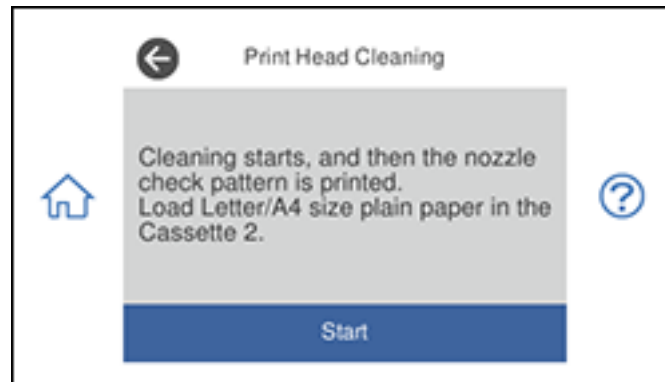 Print Head Cleaning
Cleaning starts, and then the nozzle
check pattern is printed.
Load Letter/A4 size plain paper in the
Cassette 2.
Start